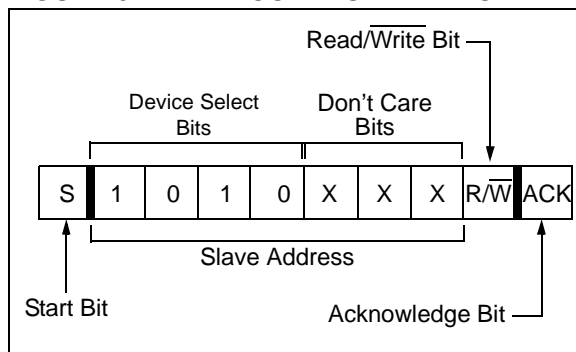 Read/Write Bit
Device Select Bits
Don't Care Bits
S 1 0 1 0 X X X R/W ACK
Slave Address
Start Bit
Acknowledge Bit